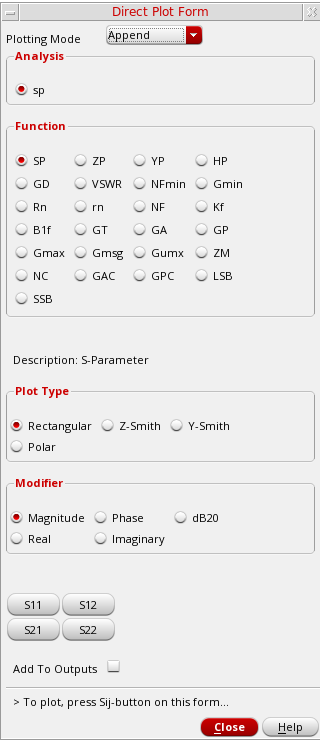 Direct Plot Form
Plotting Mode Append
Analysis
sp
Function
SP ZP YP HP
GD VSWR NFmin Gmin
Rn rn NF Kf
B1f GT GA GP
Gmax Gmsg Gumx ZM
NC GAC GPC LSB
SSB
Description: S-Parameter
Plot Type
Rectangular Z-Smith Y-Smith
Polar
Modifier
Magnitude Phase dB20
Real Imaginary
S11 S12
S21 S22
Add To Outputs
> To plot, press Sij-button on this form...
Close Help